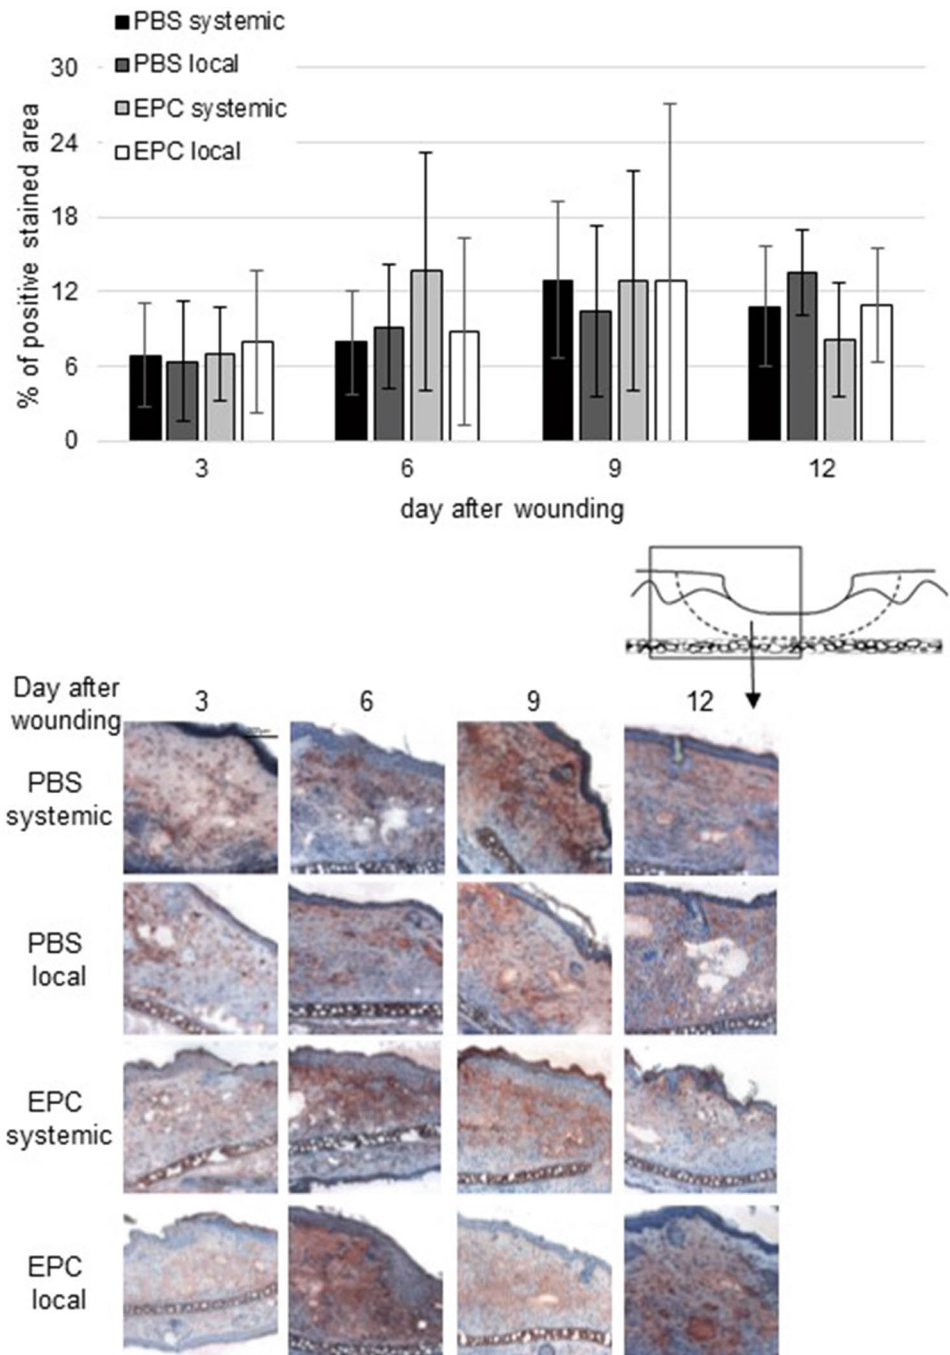 PBS systemic
PBS local
EPC systemic
EPC local
% of positive stained area
30
24
18
12
6
0
3 6 9 12
day after wounding
Day after
wounding
3 6 9 12
PBS
systemic
PBS
local
EPC
systemic
EPC
local